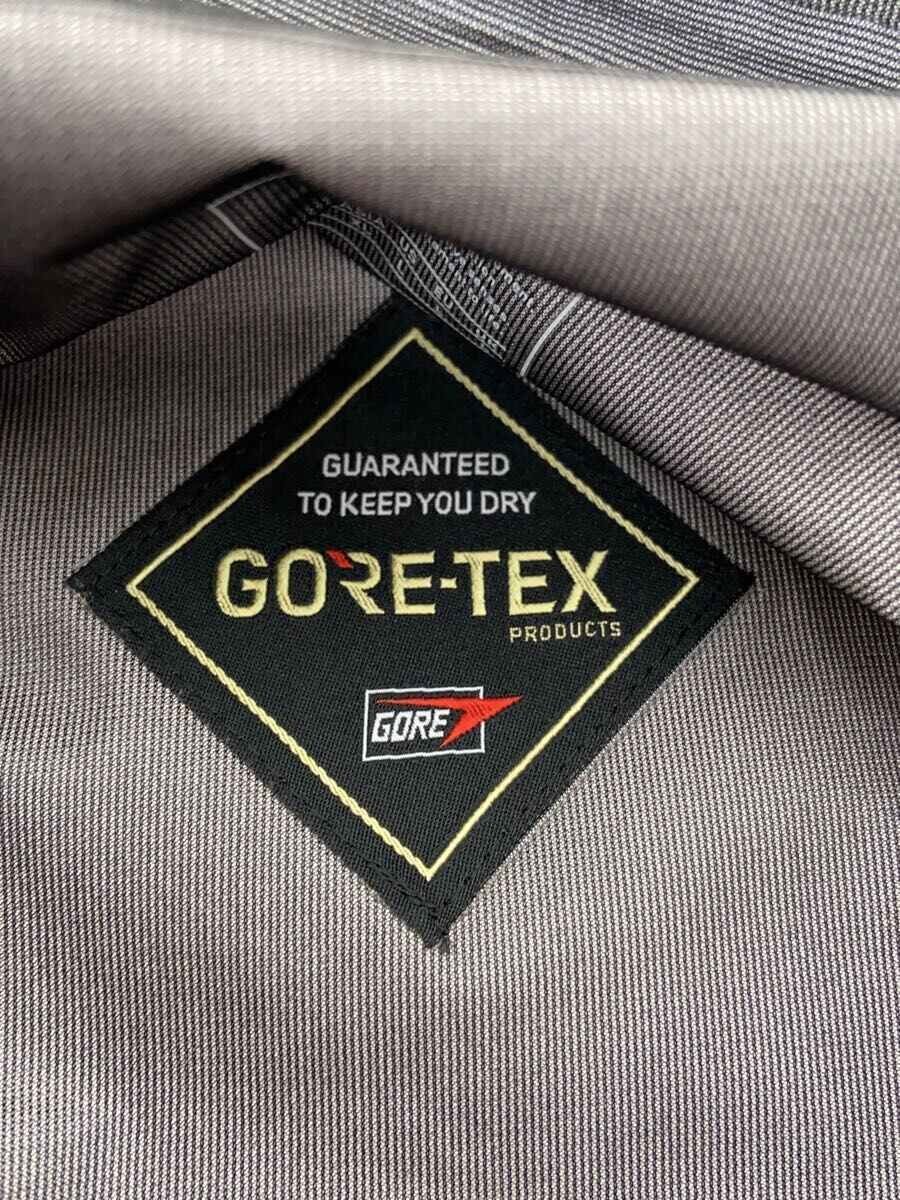 GUARANTEED
TO KEEP YOU DRY
GORE-TEX
PRODUCTS
GORE